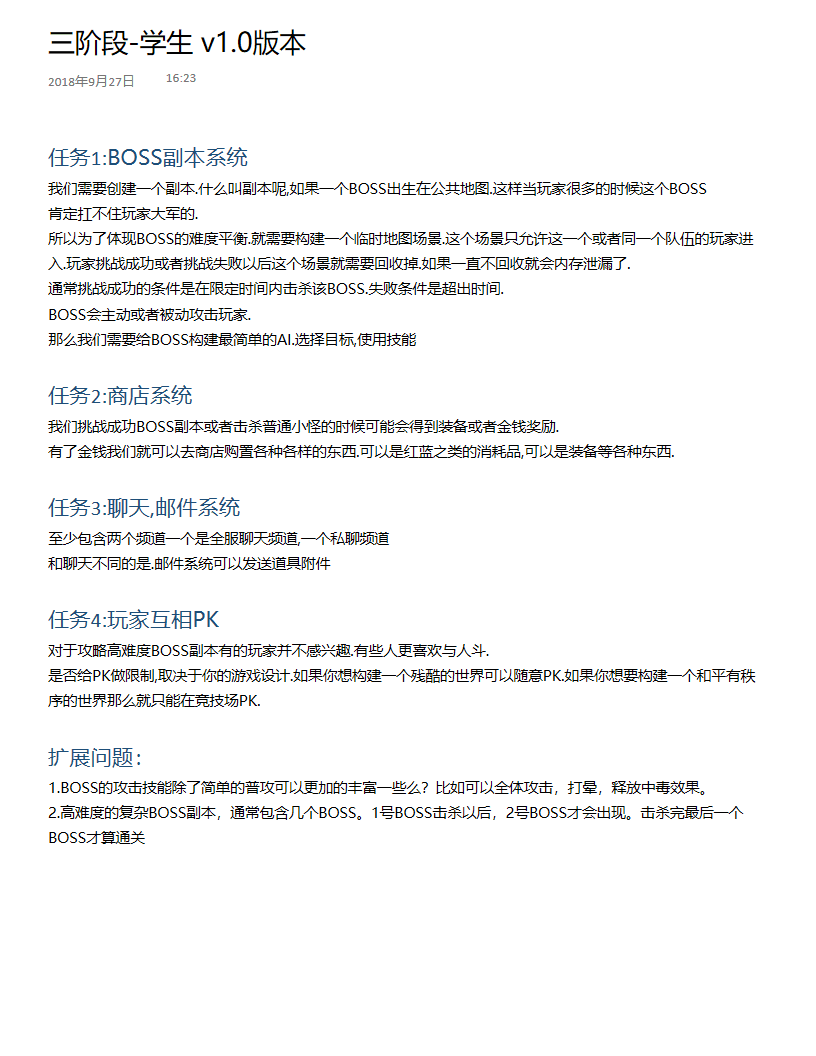 三阶段-学生 v1.0版本
2018年9月27日 16:23
任务1:BOSS副本系统
我们需要创建一个副本.什么叫副本呢,如果一个BOSS出生在公共地图.这样当玩家很多的时候这个BOSS
肯定扛不住玩家大军的.
所以为了体现BOSS的难度平衡.就需要构建一个临时地图场景.这个场景只允许这一个或者同一个队伍的玩家进
入.玩家挑战成功或者挑战失败以后这个场景就需要回收掉.如果一直不回收就会内存泄漏了.
通常挑战成功的条件是在限定时间内击杀该BOSS.失败条件是超出时间.
BOSS会主动或者被动攻击玩家.
那么我们需要给BOSS构建最简单的AI.选择目标,使用技能
任务2:商店系统
我们挑战成功BOSS副本或者击杀普通小怪的时候可能会得到装备或者金钱奖励.
有了金钱我们就可以去商店购置各种各样的东西.可以是红蓝之类的消耗品,可以是装备等各种东西.
任务3:聊天,邮件系统
至少包含两个频道一个是全服聊天频道,一个私聊频道
和聊天不同的是.邮件系统可以发送道具附件
任务4:玩家互相PK
对于攻略高难度BOSS副本有的玩家并不感兴趣.有些人更喜欢与人斗.
是否给PK做限制,取决于你的游戏设计.如果你想构建一个残酷的世界可以随意PK.如果你想要构建一个和平有秩
序的世界那么就只能在竞技场PK.
扩展问题：
1.BOSS的攻击技能除了简单的普攻可以更加的丰富一些么？比如可以全体攻击，打晕，释放中毒效果。
2.高难度的复杂BOSS副本，通常包含几个BOSS。1号BOSS击杀以后，2号BOSS才会出现。击杀完最后一个
BOSS才算通关